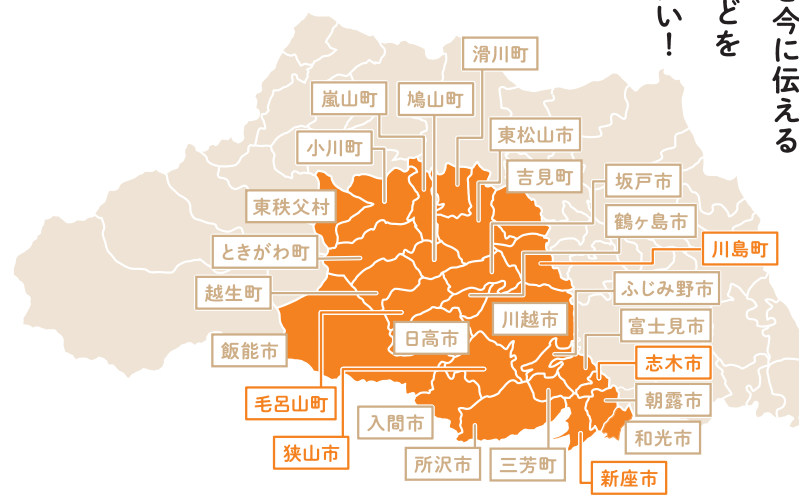 今に伝える
どを
い！
滑川町
嵐山町
鳩山町
東松山市
小川町
吉見町
坂戸市
東秩父村
鶴ヶ島市
ときがわ町
川島町
越生町
ふじみ野市
川越市
富士見市
日高市
飯能市
志木市
毛呂山町
朝霞市
入間市
和光市
狭山市
所沢市
三芳町
新座市